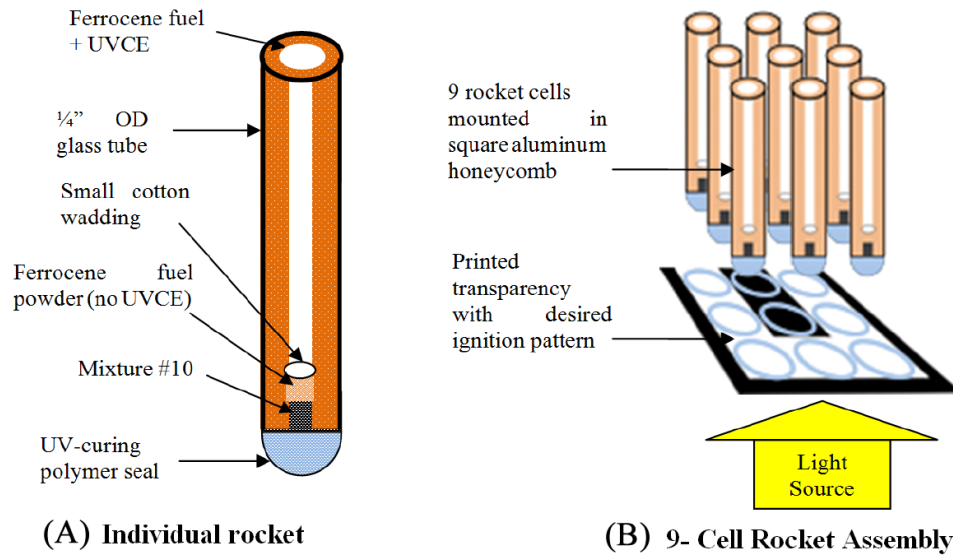 Ferrocene fuel
+ UVCE
¼” OD
glass tube
Small cotton
wadding
Ferrocene fuel
powder (no UVCE)
Mixture #10
UV-curing
polymer seal
(A) Individual rocket
9 rocket cells
mounted in
square aluminum
honeycomb
Printed
transparency
with desired
ignition pattern
Light
Source
(B) 9- Cell Rocket Assembly